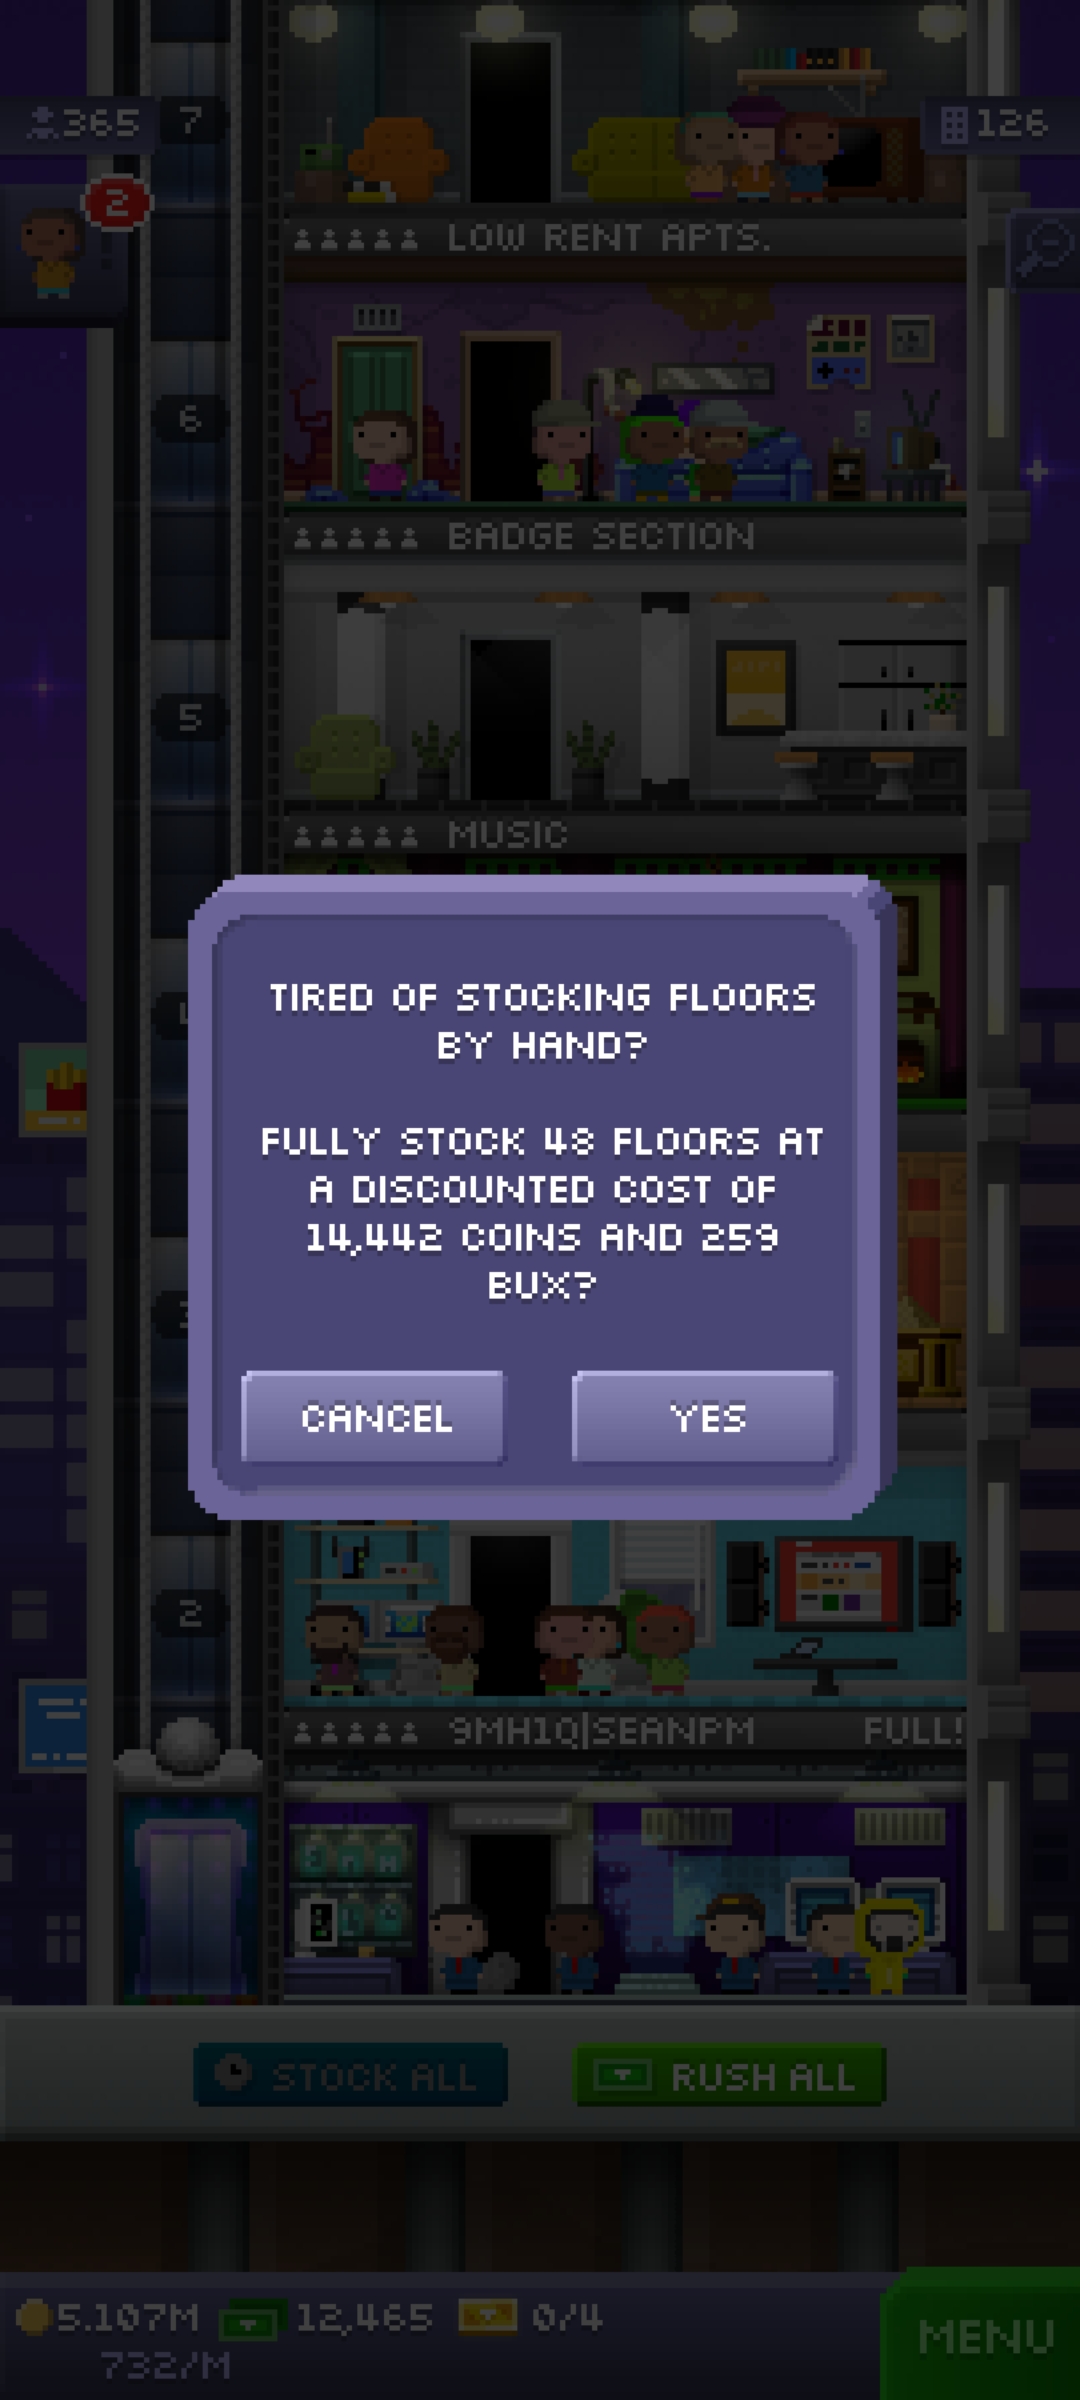 365
7
126
2
LOW RENT APTS.
6
BADGE SECTION
5
MUSIC
TIRED OF STOCKING FLOORS
BY HAND?
FULLY STOCK 48 FLOORS AT
A DISCOUNTED COST OF
14,442 COINS AND 259
BUX?
CANCEL
YES
2
9MH1Q|SEANPM
FULL!
STOCK ALL
RUSH ALL
5.107M
12,465
0/4
732/M
MENU